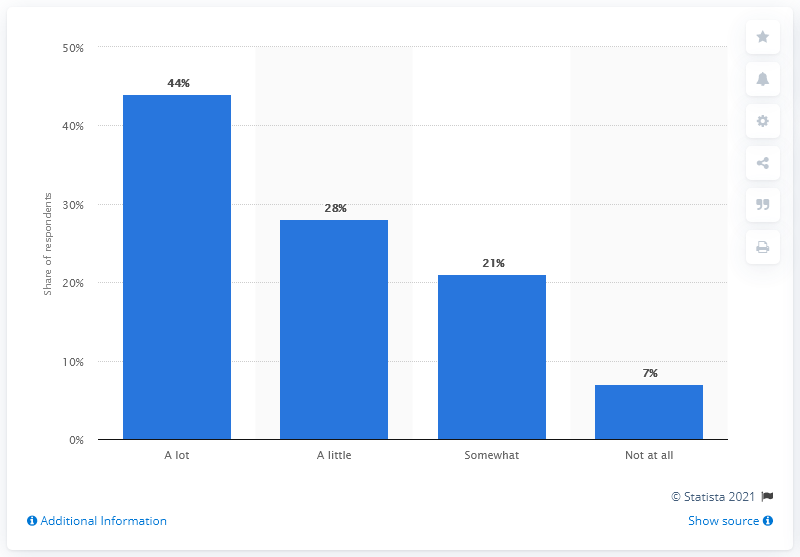 50%
44%
40%
Share of respondents
30%
28%
21%
20%
10%
7%
0%
A lot
A little
Somewhat
Not at all
© Statista 2021
Additional Information
Show source